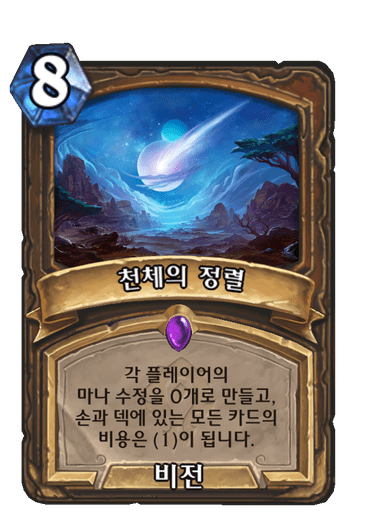 8
천체의 정렬
각 플레이어의
마나 수정을 0개로 만들고,
손과 덱에 있는 모든 카드의
비용은 (1)이 됩니다.
비전